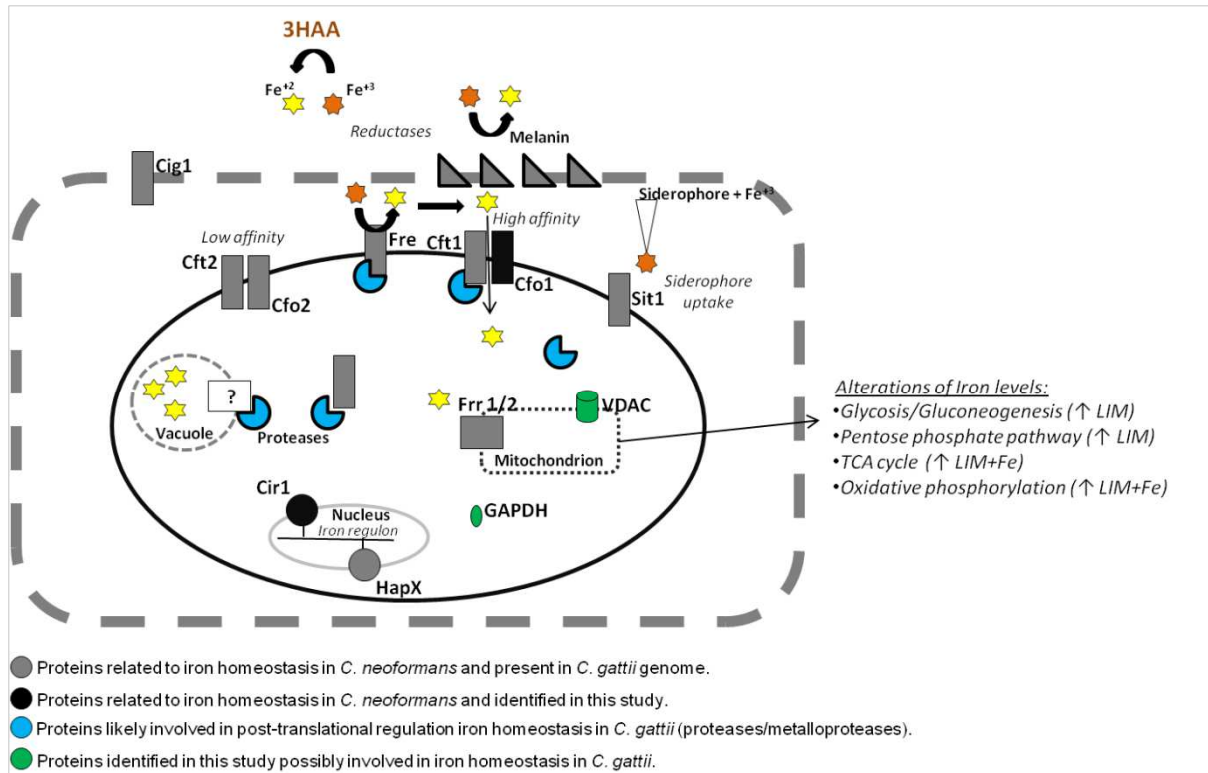 3HAA
Fe+2
Fe+3
Reductases
Melanin
Cig1
Siderophore + Fe+3
High affinity
Low affinity
Fre
Cft1
Cft2
Cfo1
Siderophore
uptake
Cfo2
Sit1
?
Frr 1/2
VDAC
Vacuole
Proteases
Mitochondrion
Cir1
Nucleus
Iron regulon
GAPDH
HapX
Alterations of Iron levels:
•Glycosis/Gluconeogenesis (↑ LIM)
•Pentose phosphate pathway (↑ LIM)
•TCA cycle (↑ LIM+Fe)
•Oxidative phosphorylation (↑ LIM+Fe)
Proteins related to iron homeostasis in C. neoformans and present in C. gattii genome.
Proteins related to iron homeostasis in C. neoformans and identified in this study.
Proteins likely involved in post-translational regulation iron homeostasis in C. gattii (proteases/metalloproteases).
Proteins identified in this study possibly involved in iron homeostasis in C. gattii.